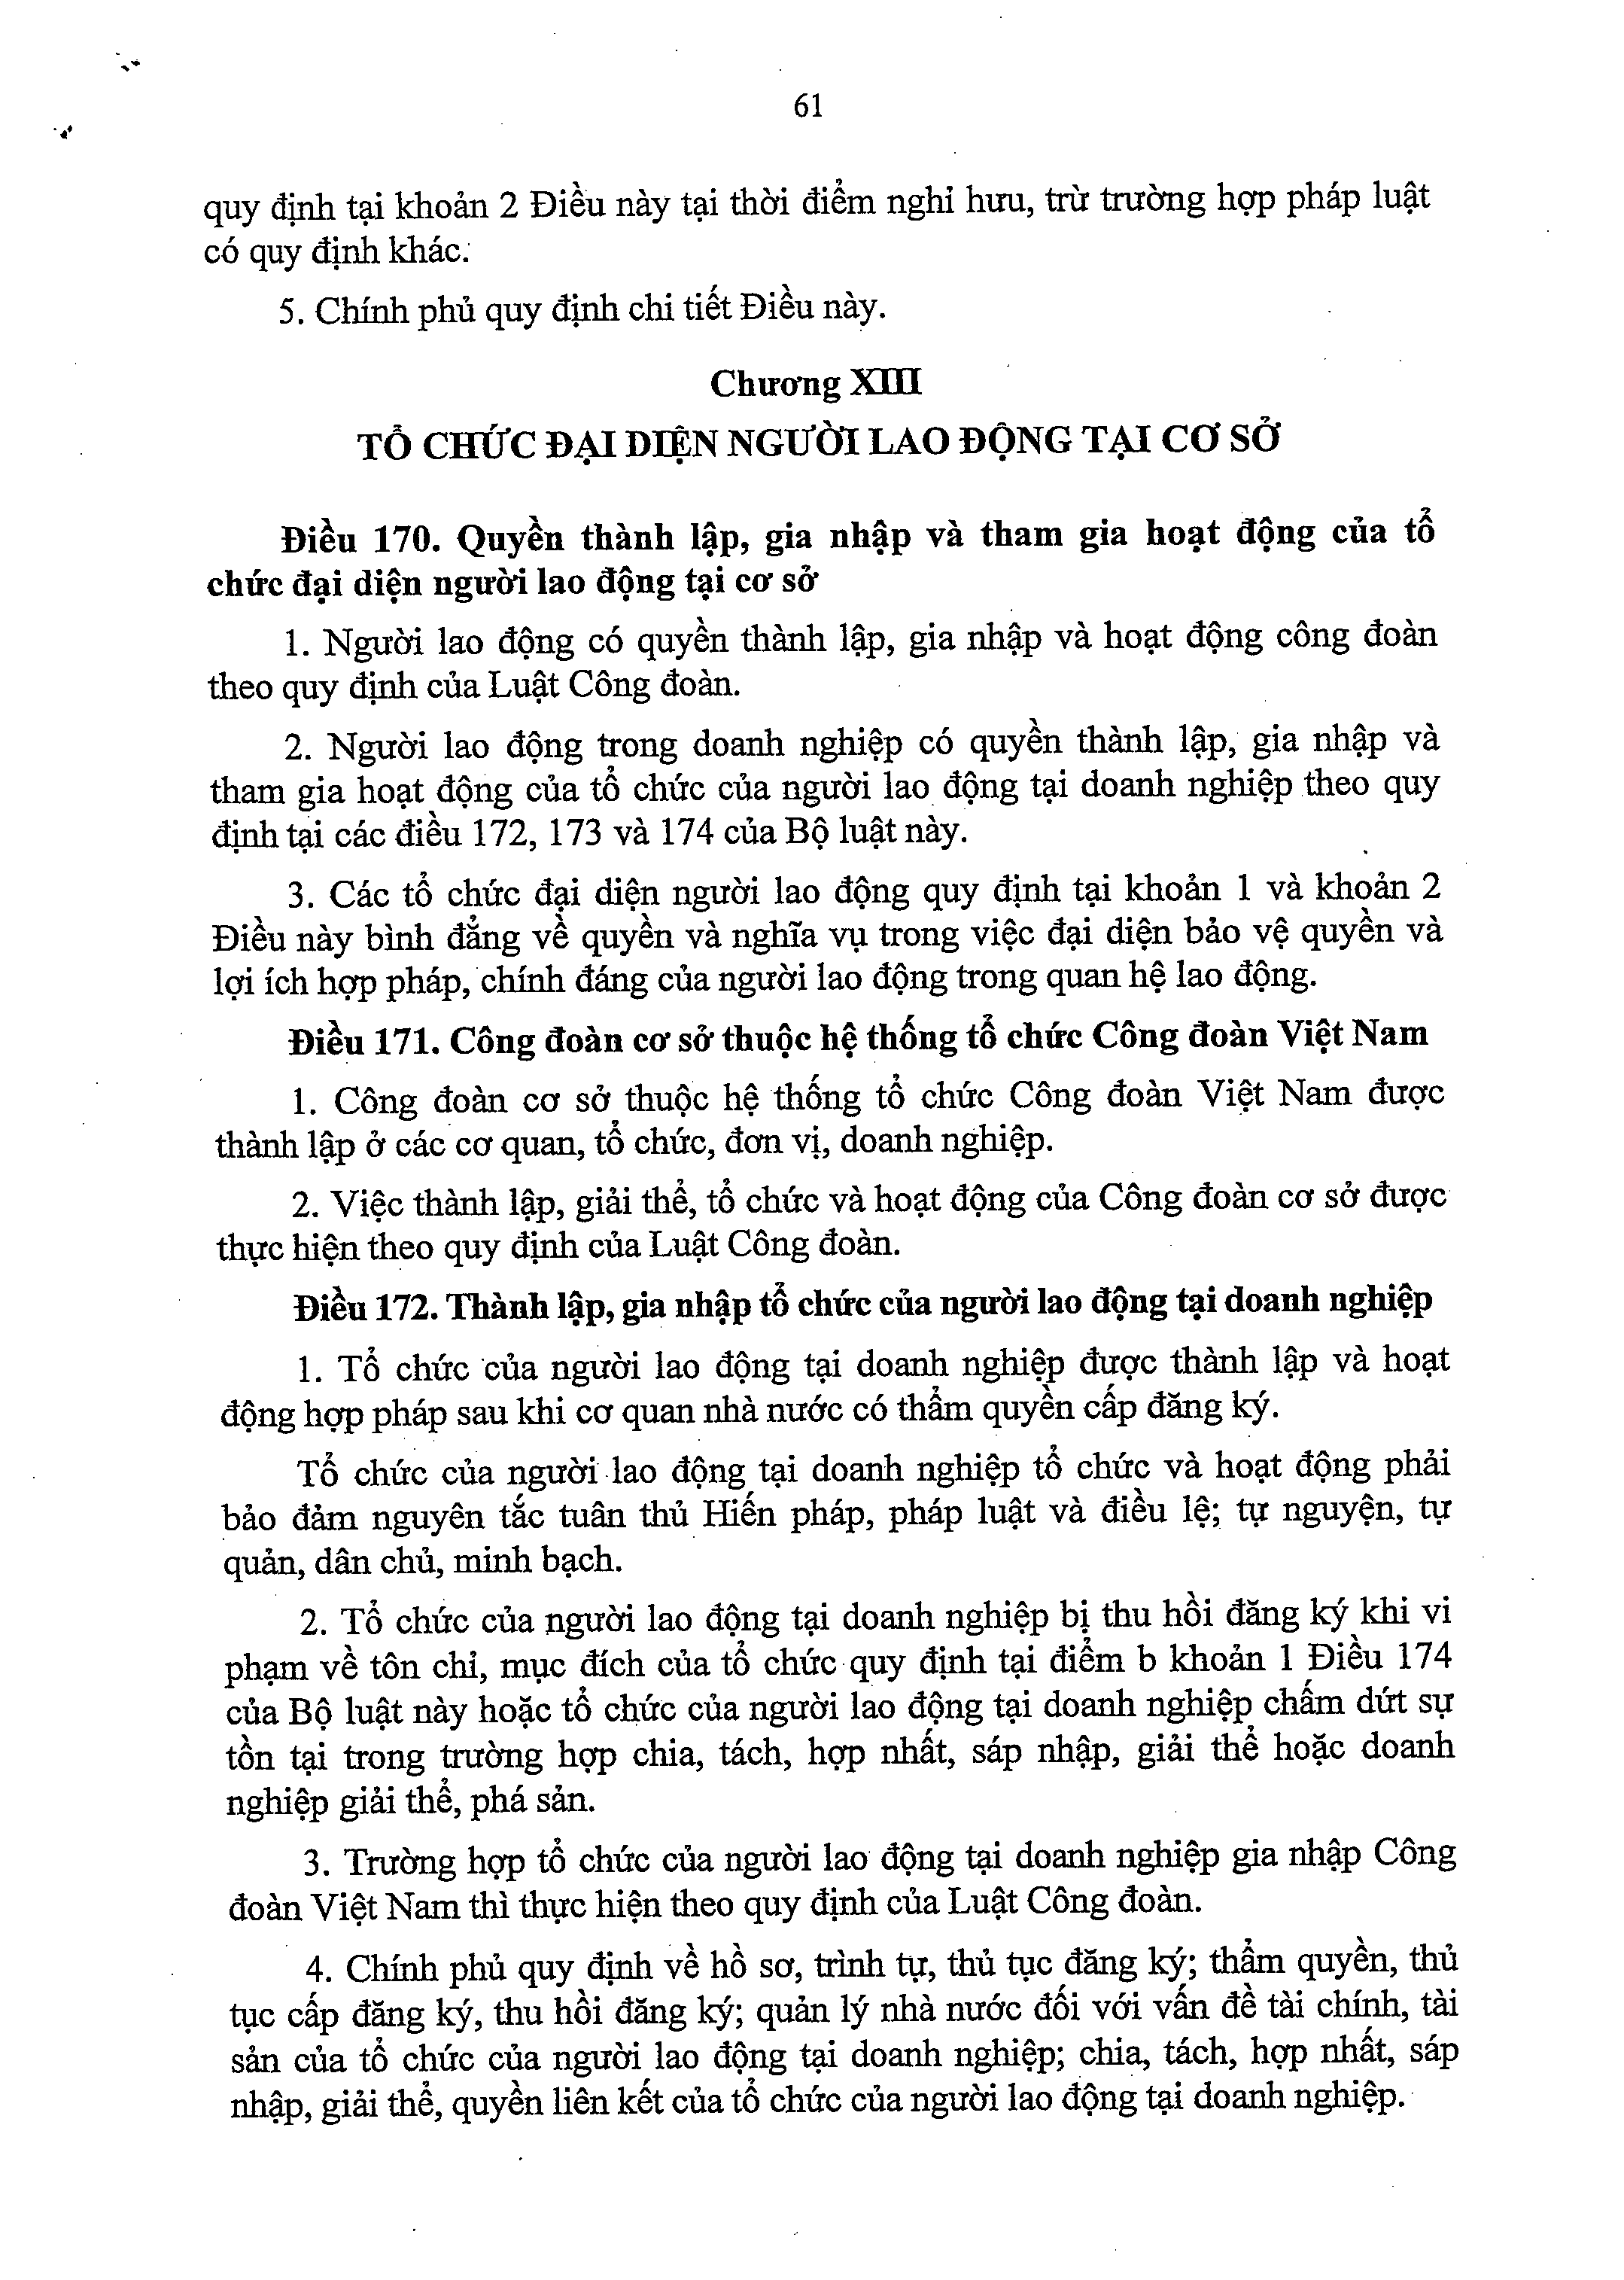 61
quy định tại khoản 2 Điều này tại thời điểm nghỉ hưu, trừ trường hợp pháp luật
có quy định khác.
5. Chính phủ quy định chi tiết Điều này.
Chương XIII
TỔ CHỨC ĐẠI DIỆN NGƯỜI LAO ĐỘNG TẠI CƠ SỞ
Điều 170. Quyền thành lập, gia nhập và tham gia hoạt động của tổ
chức đại diện người lao động tại cơ sở
1. Người lao động có quyền thành lập, gia nhập và hoạt động công đoàn
theo quy định của Luật Công đoàn.
2. Người lao động trong doanh nghiệp có quyền thành lập, gia nhập và
tham gia hoạt động của tổ chức của người lao động tại doanh nghiệp theo quy
định tại các điều 172, 173 và 174 của Bộ luật này.
3. Các tổ chức đại diện người lao động quy định tại khoản 1 và khoản 2
Điều này bình đẳng về quyền và nghĩa vụ trong việc đại diện bảo vệ quyền và
lợi ích hợp pháp, chính đáng của người lao động trong quan hệ lao động.
Điều 171. Công đoàn cơ sở thuộc hệ thống tổ chức Công đoàn Việt Nam
1. Công đoàn cơ sở thuộc hệ thống tổ chức Công đoàn Việt Nam được
thành lập ở các cơ quan, tổ chức, đơn vị, doanh nghiệp.
2. Việc thành lập, giải thể, tổ chức và hoạt động của Công đoàn cơ sở được
thực hiện theo quy định của Luật Công đoàn.
Điều 172. Thành lập, gia nhập tổ chức của người lao động tại doanh nghiệp
1. Tổ chức của người lao động tại doanh nghiệp được thành lập và hoạt
động hợp pháp sau khi cơ quan nhà nước có thẩm quyền cấp đăng ký.
Tổ chức của người lao động tại doanh nghiệp tổ chức và hoạt động phải
bảo đảm nguyên tắc tuân thủ Hiến pháp, pháp luật và điều lệ; tự nguyện, tự
quản, dân chủ, minh bạch.
2. Tổ chức của người lao động tại doanh nghiệp bị thu hồi đăng ký khi vi
phạm về tôn chỉ, mục đích của tổ chức quy định tại điểm b khoản 1 Điều 174
của Bộ luật này hoặc tổ chức của người lao động tại doanh nghiệp chấm dứt sự
tồn tại trong trường hợp chia, tách, hợp nhất, sáp nhập, giải thể hoặc doanh
nghiệp giải thể, phá sản.
3. Trường hợp tổ chức của người lao động tại doanh nghiệp gia nhập Công
đoàn Việt Nam thì thực hiện theo quy định của Luật Công đoàn.
4. Chính phủ quy định về hồ sơ, trình tự, thủ tục đăng ký; thẩm quyền, thủ
tục cấp đăng ký, thu hồi đăng ký; quản lý nhà nước đối với vấn đề tài chính, tài
sản của tổ chức của người lao động tại doanh nghiệp; chia, tách, hợp nhất, sáp
nhập, giải thể, quyền liên kết của tổ chức của người lao động tại doanh nghiệp.